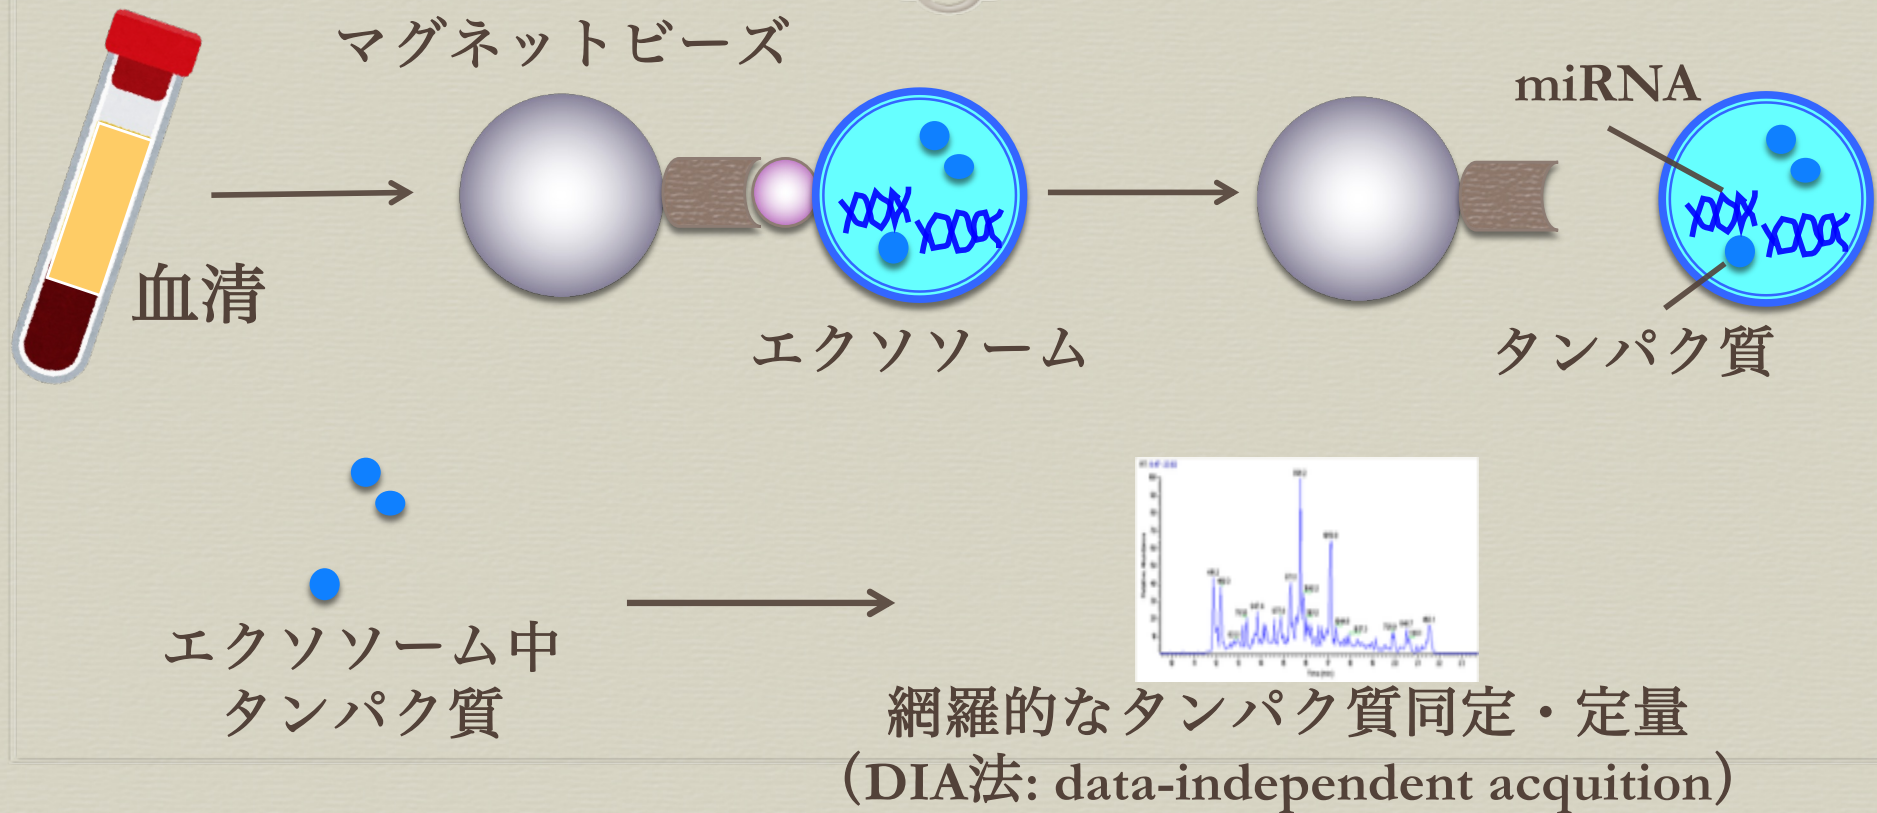 マグネットビーズ
miRNA
血清
エクソソーム
タンパク質
エクソソーム中
タンパク質
網羅的なタンパク質同定・定量
（DIA法: data-independent acquition）